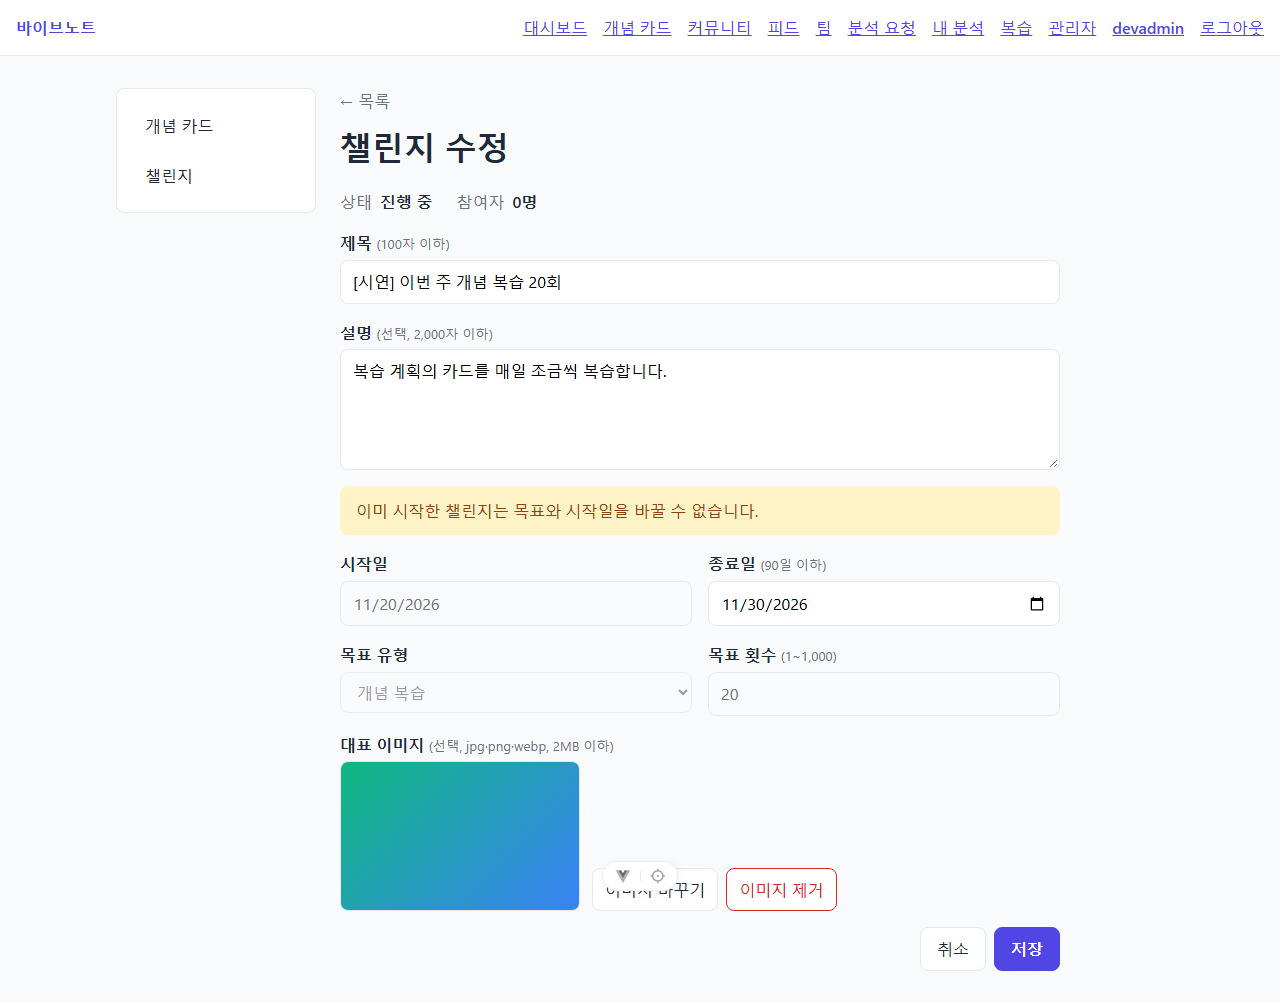 바이브노트
대시보드 개념 카드 커뮤니티 피드 팀 분석 요청 내 분석 복습 관리자 devadmin 로그아웃
개념 카드
챌린지
← 목록
챌린지 수정
상태 진행 중 참여자 0명
제목 (100자 이하)
[시연] 이번 주 개념 복습 20회
설명 (선택, 2,000자 이하)
복습 계획의 카드를 매일 조금씩 복습합니다.
이미 시작한 챌린지는 목표와 시작일을 바꿀 수 없습니다.
시작일
11/20/2026
종료일 (90일 이하)
11/30/2026
목표 유형
개념 복습
목표 횟수 (1~1,000)
20
대표 이미지 (선택, jpg·png·webp, 2MB 이하)
이미지 바꾸기
이미지 제거
취소
저장